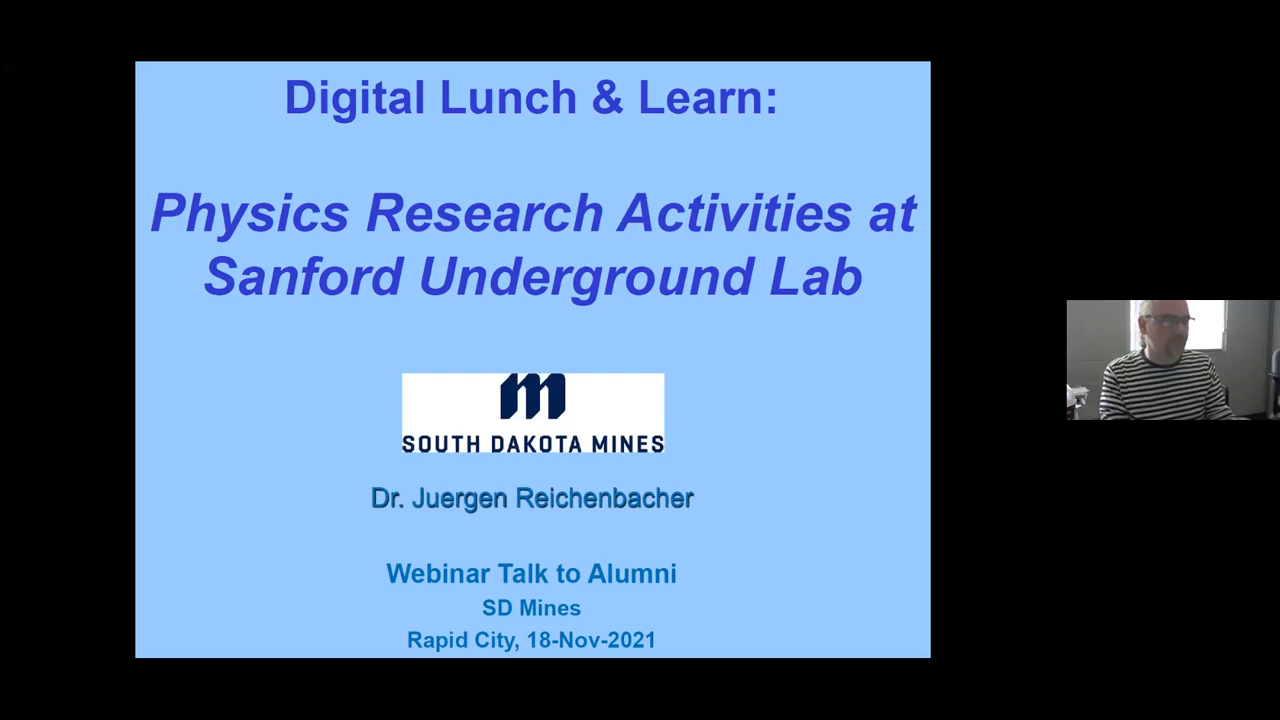 Digital Lunch & Learn:
Physics Research Activities at
Sanford Underground Lab
m
SOUTH DAKOTA MINES
Dr. Juergen Reichenbacher
Webinar Talk to Alumni
SD Mines
Rapid City, 18-Nov-2021